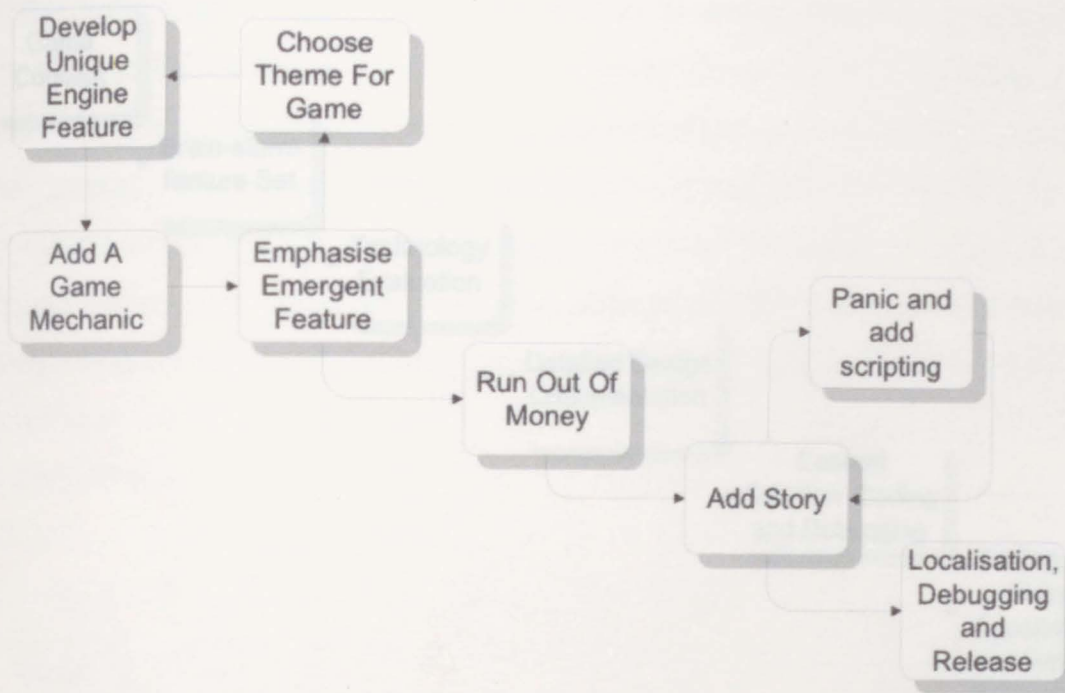 Develop
Unique
Engine
Feature
Choose
Theme For
Game
Add A
Game
Mechanic
Emphasise
Emergent
Feature
Run Out Of
Money
Panic and
add
scripting
Add Story
Localisation,
Debugging
and
Release